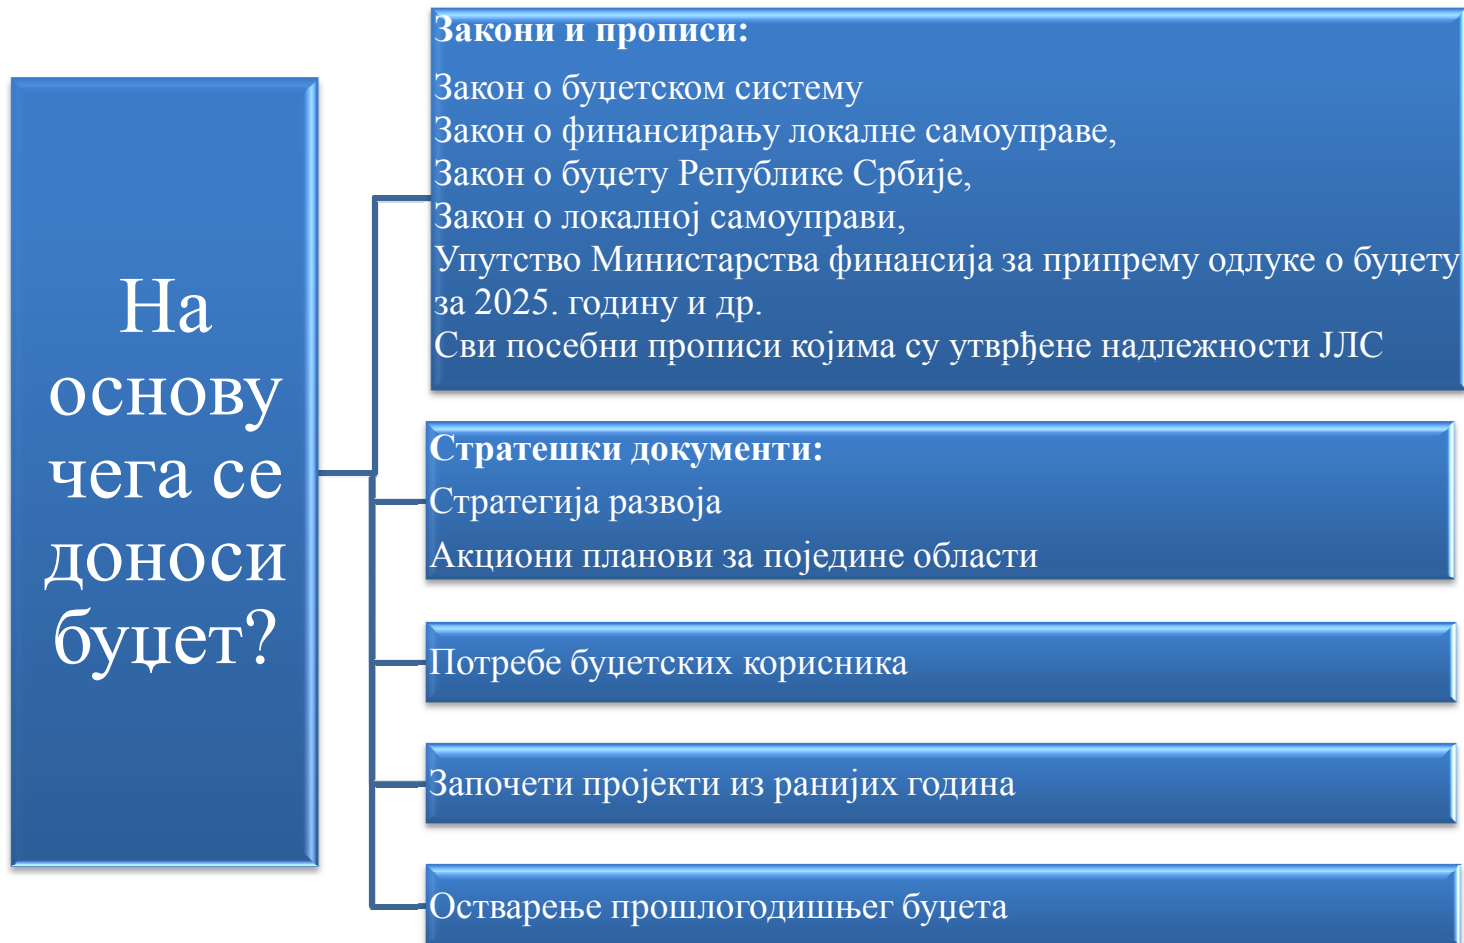 На
основу
чега се
доноси
буџет?
Закони и прописи:
Закон о буџетском систему
Закон о финансирању локалне самоуправе,
Закон о буџету Републике Србије,
Закон о локалној самоуправи,
Упутство Министарства финансија за припрему одлуке о буџету
за 2025. годину и др.
Сви посебни прописи којима су утврђене надлежности ЈЛС
Стратешки документи:
Стратегија развоја
Акциони планови за поједине области
Потребе буџетских корисника
Започети пројекти из ранијих година
Остварење прошлогодишњег буџета